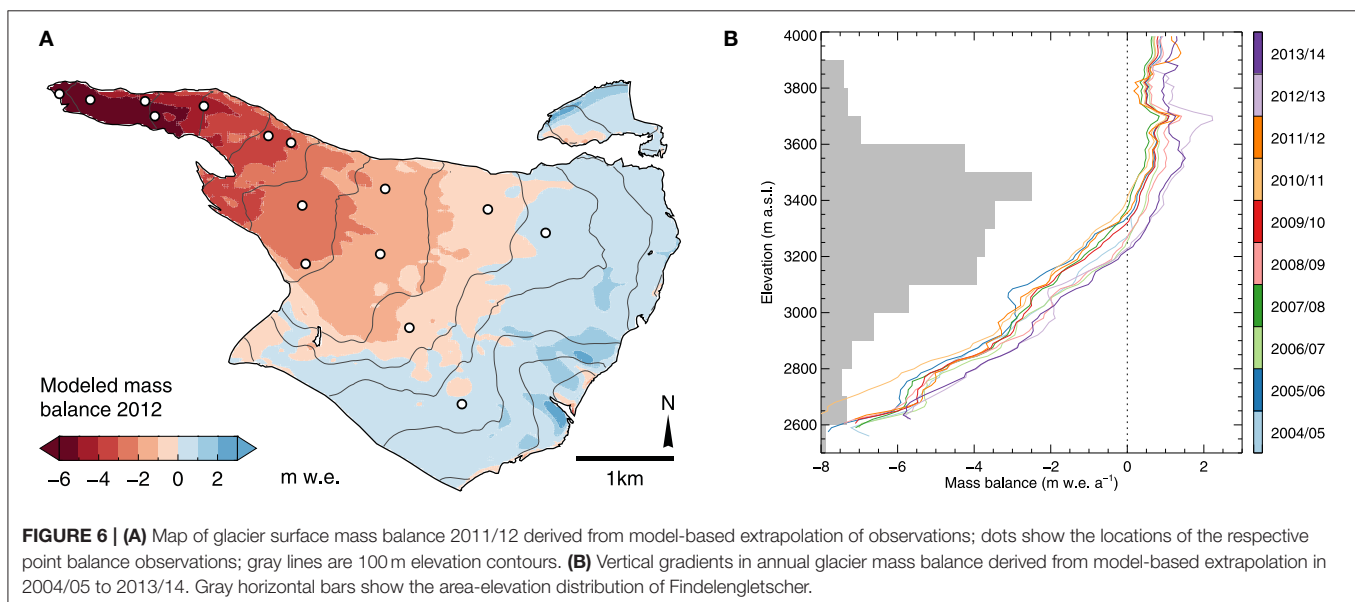 A
Modeled mass
balance 2012
−6 −4 −2 0 2 m w.e.
N
1km
B
4000
3800
3600
3400
3200
3000
2800
2600
Elevation (m a.s.l.)
−8 −6 −4 −2 0 2
Mass balance (m w.e. a⁻¹)
2013/14
2012/13
2011/12
2010/11
2009/10
2008/09
2007/08
2006/07
2005/06
2004/05
FIGURE 6 | (A) Map of glacier surface mass balance 2011/12 derived from model-based extrapolation of observations; dots show the locations of the respective
point balance observations; gray lines are 100 m elevation contours. (B) Vertical gradients in annual glacier mass balance derived from model-based extrapolation in
2004/05 to 2013/14. Gray horizontal bars show the area-elevation distribution of Findelengletscher.